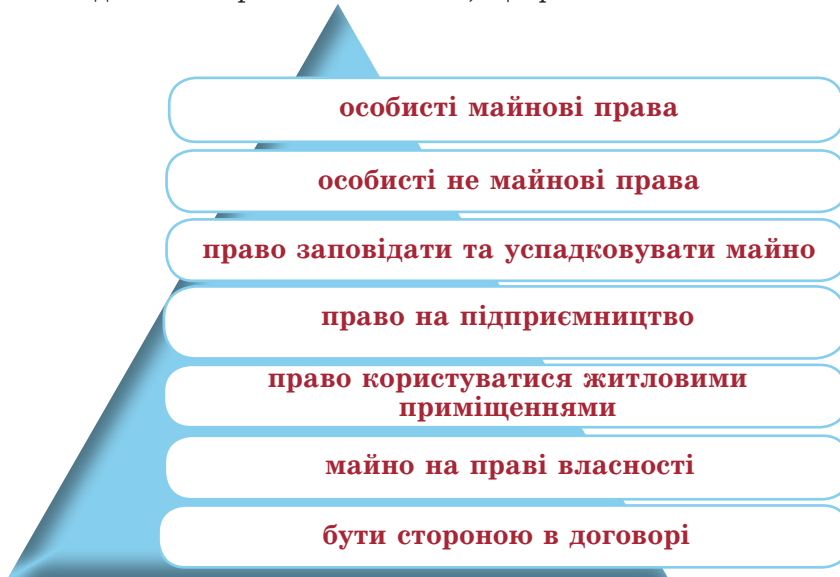 особисті майнові права
особисті не майнові права
право заповідати та успадковувати майно
право на підприємництво
право користуватися житловими
приміщеннями
майно на праві власності
бути стороною в договорі